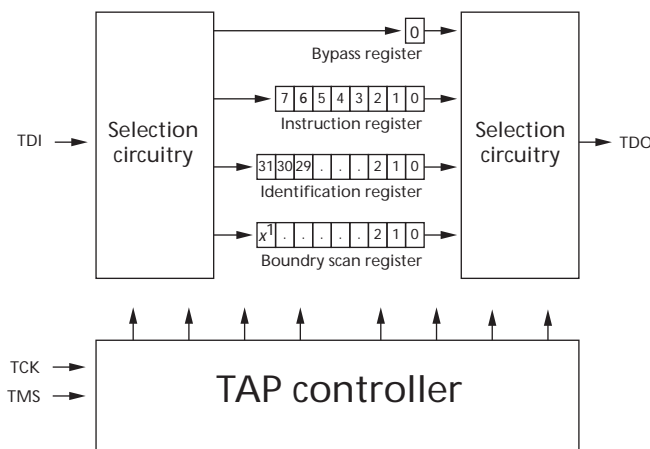 0
Bypass register
7 6 5 4 3 2 1 0
Instruction register
TDI
Selection
circuitry
Selection
circuitry
TDO
31 30 29 . . . 2 1 0
Identification register
x1 . . . . . 2 1 0
Boundry scan register
TCK
TMS
TAP controller